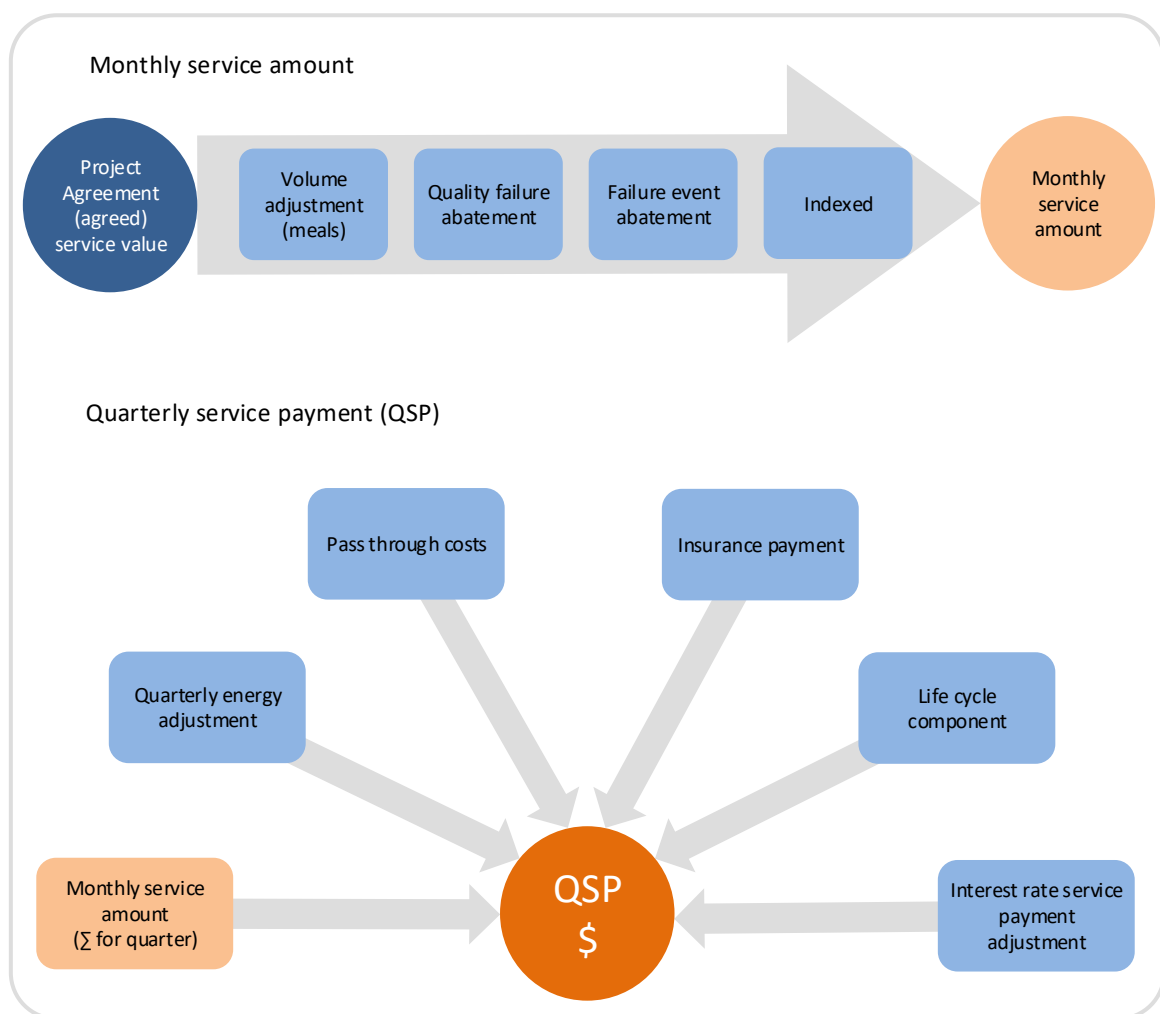 Monthly service amount
Project
Agreement
(agreed)
service value
Volume
adjustment
(meals)
Quality failure
abatement
Failure event
abatement
Indexed
Monthly
service
amount
Quarterly service payment (QSP)
Pass through costs
Insurance payment
Quarterly energy
adjustment
Life cycle
component
Monthly service
amount
(∑ for quarter)
QSP
$
Interest rate service
payment
adjustment